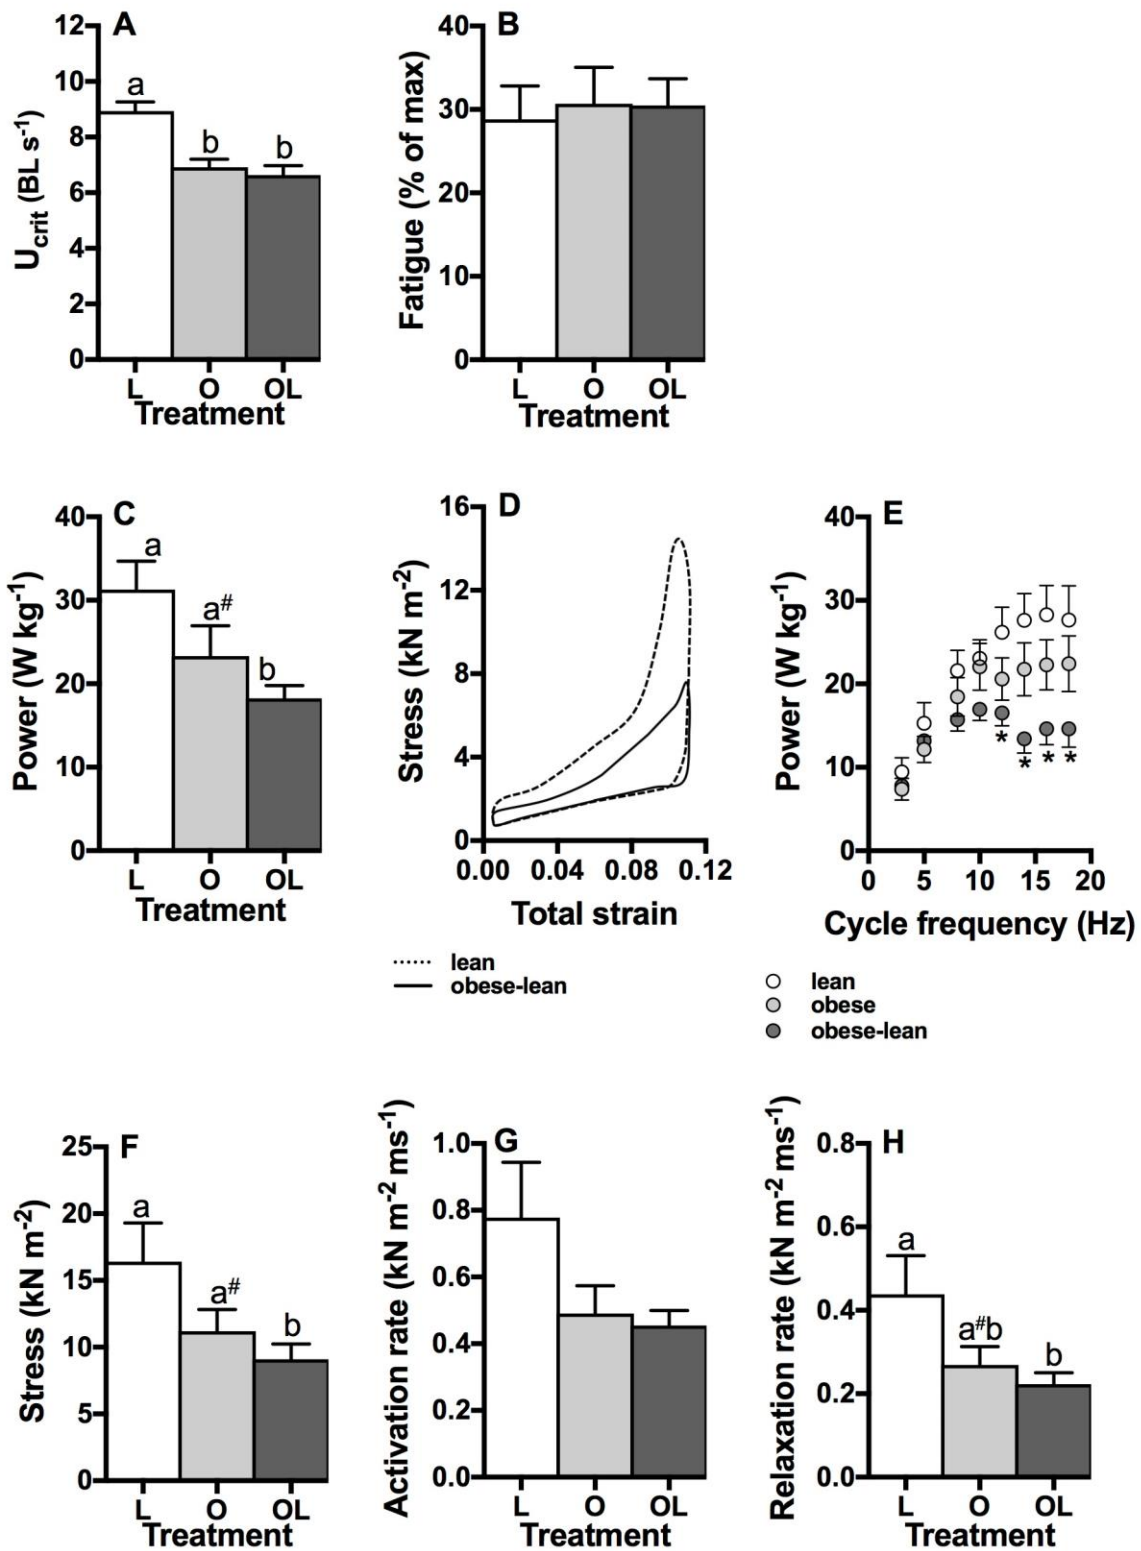 A
U_crit (BL s⁻¹)
12
10
8
6
4
2
0
a
b
b
L O OL
Treatment
B
Fatigue (% of max)
40
30
20
10
0
L O OL
Treatment
C
Power (W kg⁻¹)
40
30
20
10
0
a
a#
b
L O OL
Treatment
D
Stress (kN m⁻²)
16
12
8
4
0
0.00 0.04 0.08 0.12
Total strain
lean
obese-lean
E
Power (W kg⁻¹)
40
30
20
10
0
* * * *
0 5 10 15 20
Cycle frequency (Hz)
lean
obese
obese-lean
F
Stress (kN m⁻²)
25
20
15
10
5
0
a
a#
b
L O OL
Treatment
G
Activation rate (kN m⁻² ms⁻¹)
1.0
0.8
0.6
0.4
0.2
0.0
L O OL
Treatment
H
Relaxation rate (kN m⁻² ms⁻¹)
0.8
0.6
0.4
0.2
0.0
a
a#b
b
L O OL
Treatment